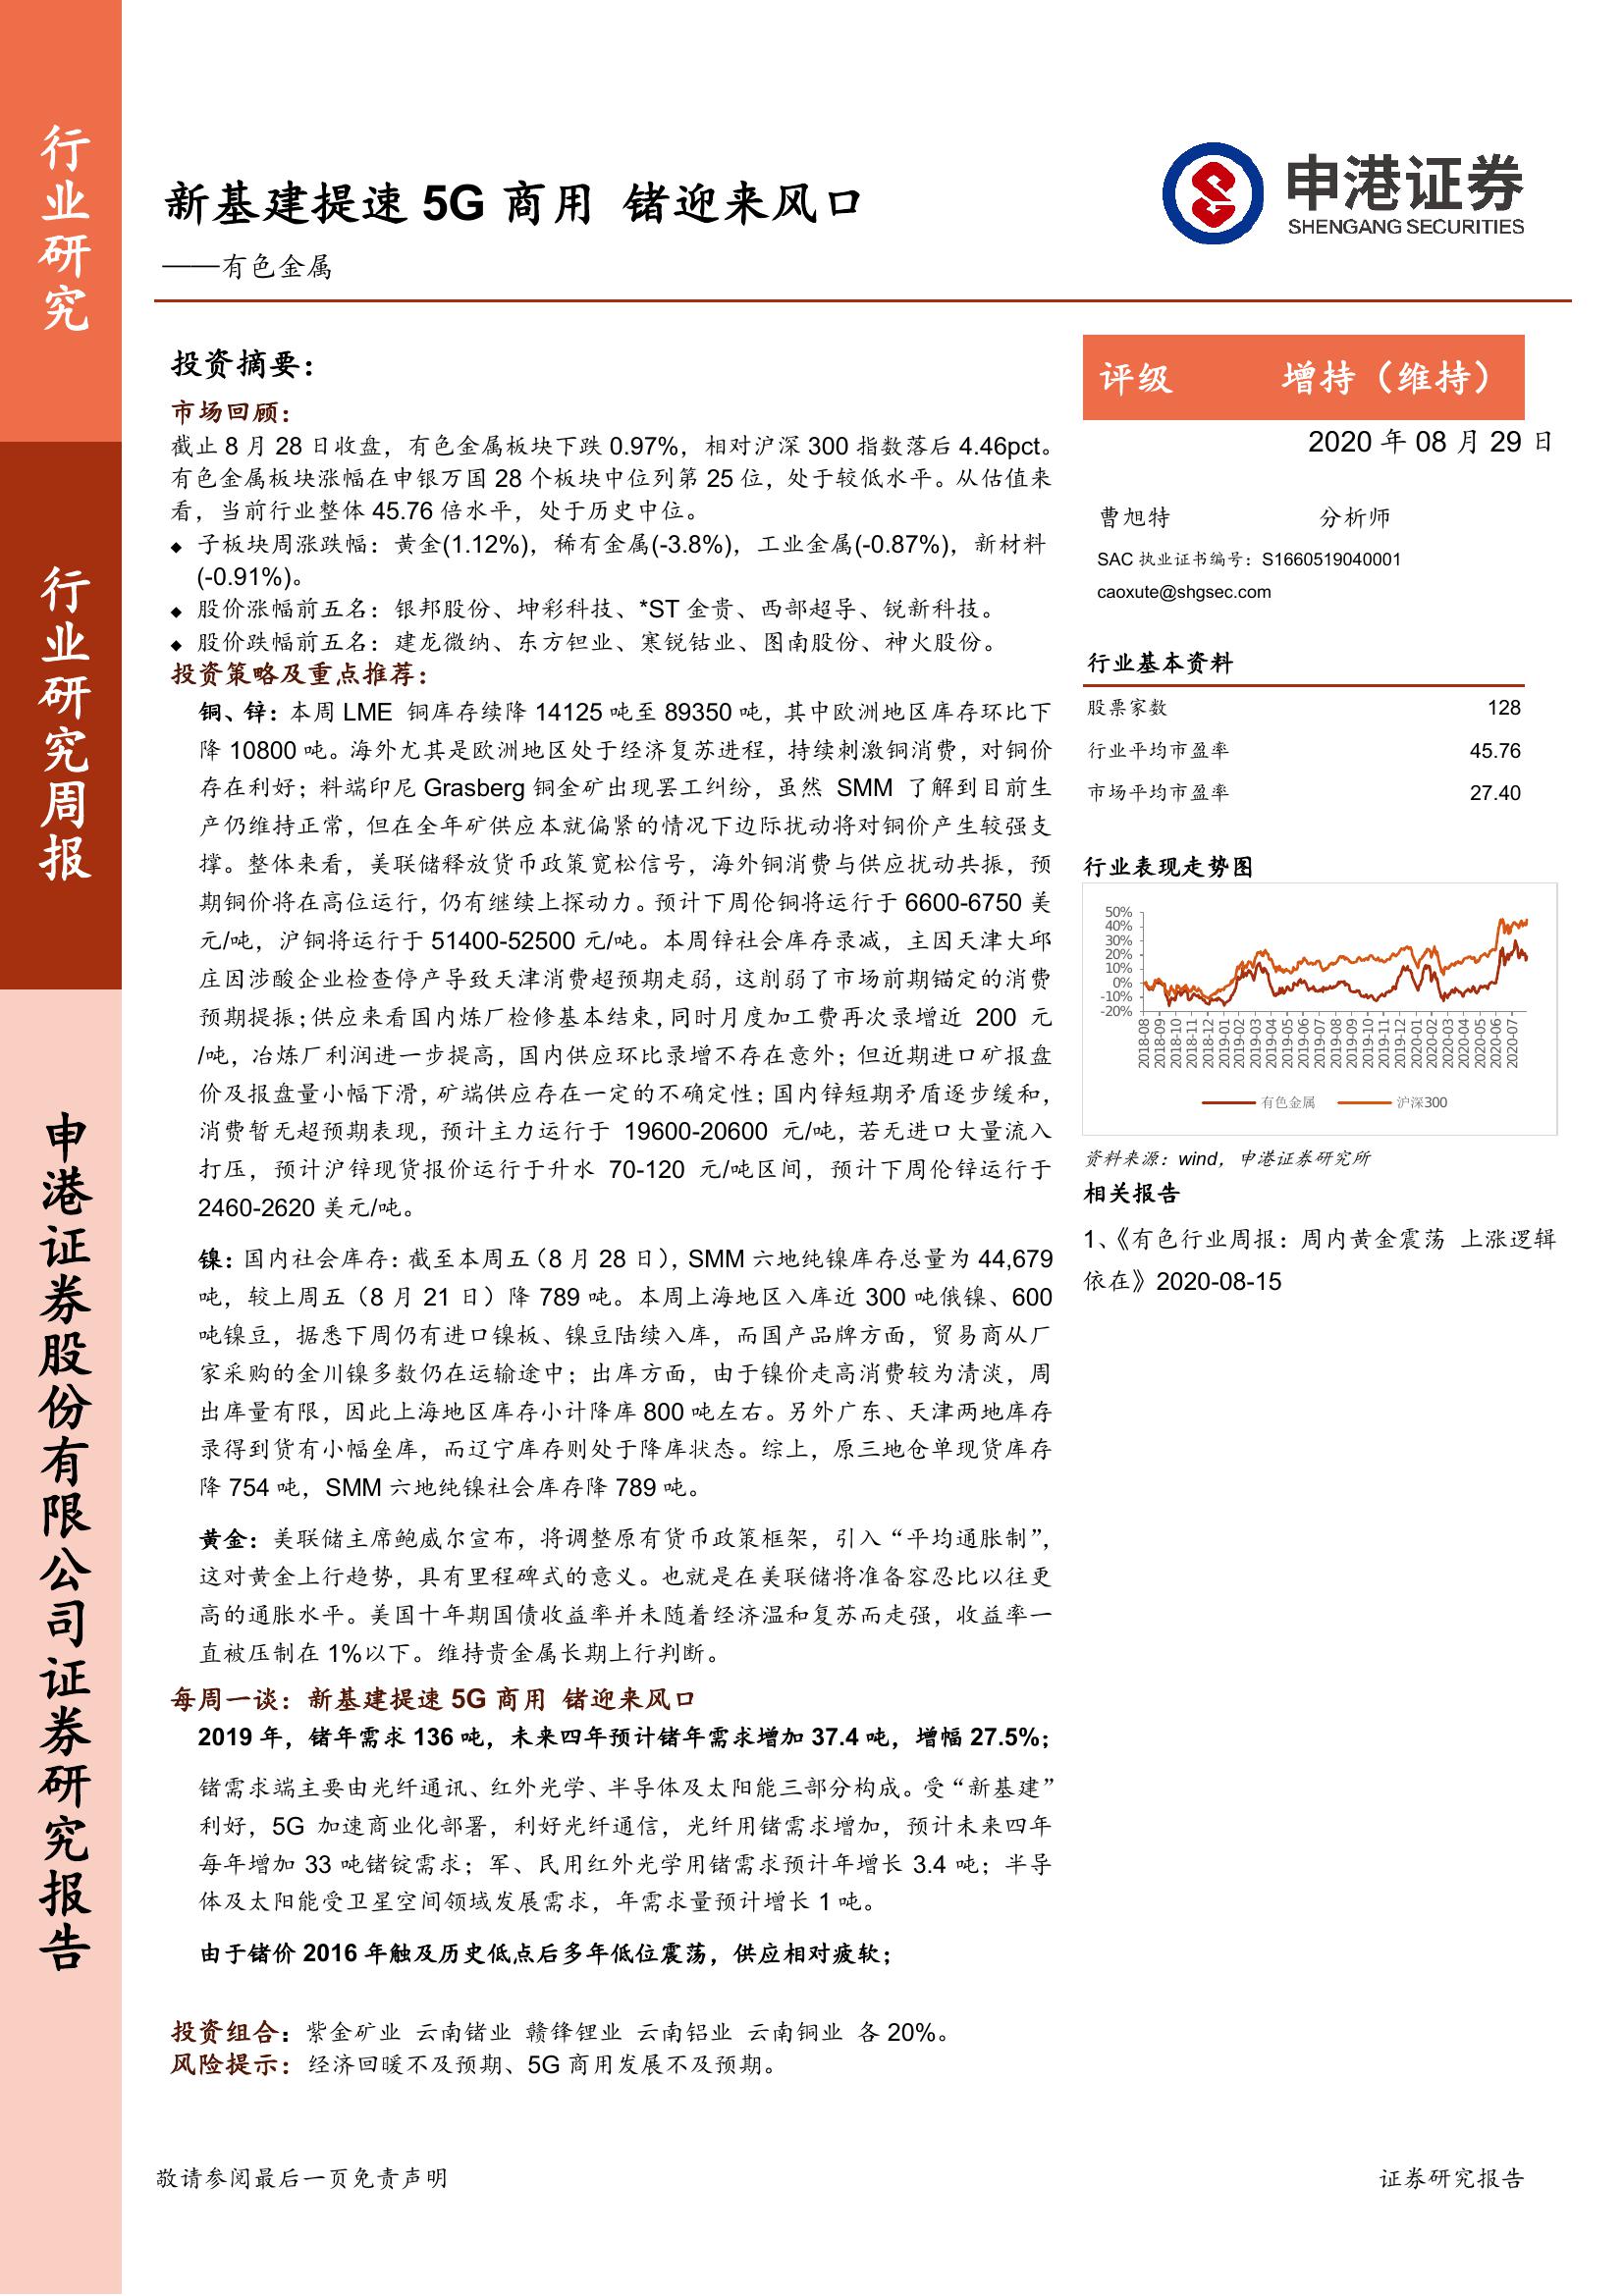 行业研究
行业研究周报
申港证券股份有限公司证券研究报告
新基建提速 5G 商用 锗迎来风口
——有色金属
申港证券
SHENGANG SECURITIES
投资摘要：
市场回顾：
截止 8 月 28 日收盘，有色金属板块下跌 0.97%，相对沪深 300 指数落后 4.46pct。
有色金属板块涨幅在申银万国 28 个板块中位列第 25 位，处于较低水平。从估值来
看，当前行业整体 45.76 倍水平，处于历史中位。
◆ 子板块周涨跌幅：黄金(1.12%)，稀有金属(-3.8%)，工业金属(-0.87%)，新材料
(-0.91%)。
◆ 股价涨幅前五名：银邦股份、坤彩科技、*ST 金贵、西部超导、锐新科技。
◆ 股价跌幅前五名：建龙微纳、东方钽业、寒锐钴业、图南股份、神火股份。
投资策略及重点推荐：
铜、锌：本周 LME 铜库存续降 14125 吨至 89350 吨，其中欧洲地区库存环比下
降 10800 吨。海外尤其是欧洲地区处于经济复苏进程，持续刺激铜消费，对铜价
存在利好；料端印尼 Grasberg 铜金矿出现罢工纠纷，虽然 SMM 了解到目前生
产仍维持正常，但在全年矿供应本就偏紧的情况下边际扰动将对铜价产生较强支
撑。整体来看，美联储释放货币政策宽松信号，海外铜消费与供应扰动共振，预
期铜价将在高位运行，仍有继续上探动力。预计下周伦铜将运行于 6600-6750 美
元/吨，沪铜将运行于 51400-52500 元/吨。本周锌社会库存录减，主因天津大邱
庄因涉酸企业检查停产导致天津消费超预期走弱，这削弱了市场前期锚定的消费
预期提振；供应来看国内炼厂检修基本结束，同时月度加工费再次录增近 200 元
/吨，冶炼厂利润进一步提高，国内供应环比录增不存在意外；但近期进口矿报盘
价及报盘量小幅下滑，矿端供应存在一定的不确定性；国内锌短期矛盾逐步缓和，
消费暂无超预期表现，预计主力运行于 19600-20600 元/吨，若无进口大量流入
打压，预计沪锌现货报价运行于升水 70-120 元/吨区间，预计下周伦锌运行于
2460-2620 美元/吨。
镍：国内社会库存：截至本周五（8 月 28 日），SMM 六地纯镍库存总量为 44,679
吨，较上周五（8 月 21 日）降 789 吨。本周上海地区入库近 300 吨俄镍、600
吨镍豆，据悉下周仍有进口镍板、镍豆陆续入库，而国产品牌方面，贸易商从厂
家采购的金川镍多数仍在运输途中；出库方面，由于镍价走高消费较为清淡，周
出库量有限，因此上海地区库存小计降库 800 吨左右。另外广东、天津两地库存
录得到货有小幅垒库，而辽宁库存则处于降库状态。综上，原三地仓单现货库存
降 754 吨，SMM 六地纯镍社会库存降 789 吨。
黄金：美联储主席鲍威尔宣布，将调整原有货币政策框架，引入“平均通胀制”，
这对黄金上行趋势，具有里程碑式的意义。也就是在美联储将准备容忍比以往更
高的通胀水平。美国十年期国债收益率并未随着经济温和复苏而走强，收益率一
直被压制在 1%以下。维持贵金属长期上行判断。
每周一谈：新基建提速 5G 商用 锗迎来风口
2019 年，锗年需求 136 吨，未来四年预计锗年需求增加 37.4 吨，增幅 27.5%；
锗需求端主要由光纤通讯、红外光学、半导体及太阳能三部分构成。受“新基建”
利好，5G 加速商业化部署，利好光纤通信，光纤用锗需求增加，预计未来四年
每年增加 33 吨锗锭需求；军、民用红外光学用锗需求预计年增长 3.4 吨；半导
体及太阳能受卫星空间领域发展需求，年需求量预计增长 1 吨。
由于锗价 2016 年触及历史低点后多年低位震荡，供应相对疲软；
投资组合：紫金矿业 云南锗业 赣锋锂业 云南铝业 云南铜业 各 20%。
风险提示：经济回暖不及预期、5G 商用发展不及预期。
评级 增持（维持）
2020 年 08 月 29 日
曹旭特 分析师
SAC 执业证书编号：S1660519040001
caoxute@shgsec.com
行业基本资料
股票家数 128
行业平均市盈率 45.76
市场平均市盈率 27.40
行业表现走势图
50%
40%
30%
20%
10%
0%
-10%
-20%
2018-08 2018-09 2018-10 2018-11 2018-12 2019-01 2019-02 2019-03 2019-04 2019-05 2019-06 2019-07 2019-08 2019-09 2019-10 2019-11 2019-12 2020-01 2020-02 2020-03 2020-04 2020-05 2020-06 2020-07
有色金属 沪深300
资料来源：wind，申港证券研究所
相关报告
1、《有色行业周报：周内黄金震荡 上涨逻辑
依在》2020-08-15
敬请参阅最后一页免责声明 证券研究报告